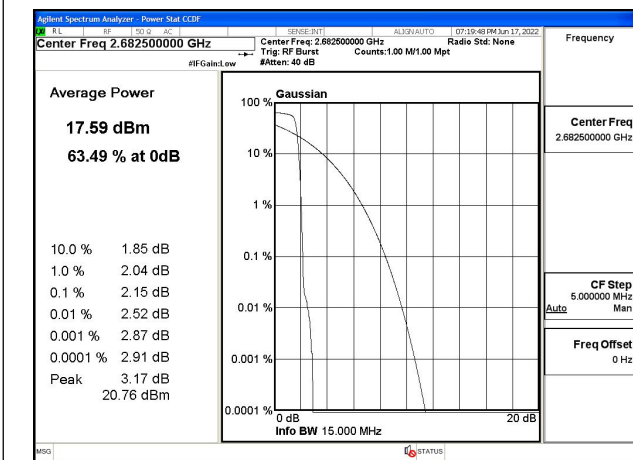 Agilent Spectrum Analyzer - Power Stat CCDF
RL RF 50 Ω AC SENSE:INT ALIGN AUTO 07:19:48 PM Jun 17, 2022
Center Freq 2.682500000 GHz
#IFGain:Low
Center Freq: 2.682500000 GHz Radio Std: None
Trig: RF Burst Counts:1.00 M/1.00 Mpt
#Atten: 40 dB
Average Power
17.59 dBm
63.49 % at 0dB
10.0 % 1.85 dB
1.0 % 2.04 dB
0.1 % 2.15 dB
0.01 % 2.52 dB
0.001 % 2.87 dB
0.0001 % 2.91 dB
Peak 3.17 dB
20.76 dBm
Gaussian
100 %
10 %
1 %
0.1 %
0.01 %
0.001 %
0.0001 %
0 dB 20 dB
Info BW 15.000 MHz
Frequency
Center Freq
2.682500000 GHz
CF Step
5.000000 MHz
Auto Man
Freq Offset
0 Hz
MSG STATUS